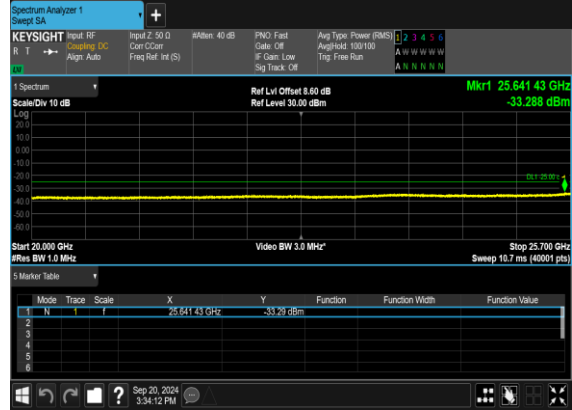 Spectrum Analyzer 1
Swept SA
KEYSIGHT
R T
Input: RF
Coupling: DC
Align: Auto
Input Z: 50 Ω
Corr CCorr
Freq Ref: Int (S)
#Atten: 40 dB
PNO: Fast
Gate: Off
IF Gain: Low
Sig Track: Off
Avg Type: Power (RMS)
Avg|Hold: 100/100
Trig: Free Run
1 2 3 4 5 6
A W W W W W
A N N N N N
1 Spectrum
Scale/Div 10 dB
Ref Lvl Offset 8.60 dB
Ref Level 30.00 dBm
Mkr1 25.641 43 GHz
-33.288 dBm
Log
20.0
10.0
0.00
-10.0
-20.0
-30.0
-40.0
-50.0
-60.0
Start 20.000 GHz
#Res BW 1.0 MHz
Video BW 3.0 MHz*
Stop 25.700 GHz
Sweep 10.7 ms (40001 pts)
5 Marker Table
Mode Trace Scale X Y Function Function Width Function Value
1 N 1 f 25.641 43 GHz -33.29 dBm
2
3
4
5
6
?
Sep 20, 2024
3:34:12 PM